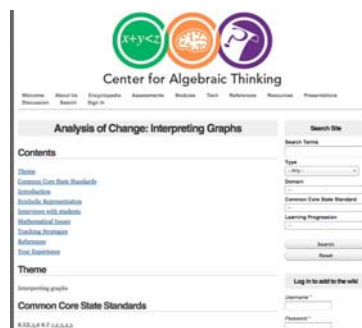 x+y<z
Center for Algebraic Thinking
Welcome About Us Encyclopedia Assessments Modules Tech References Resources Presentations
Discussion Search Sign In
Analysis of Change: Interpreting Graphs
Contents
Theme
Common Core State Standards
Introduction
Symbolic Representation
Interviews with students
Mathematical Issues
Teaching Strategies
References
Your Experience
Theme
Interpreting graphs
Common Core State Standards
Search Site
Search Terms
Type
- Any -
Domain
Common Core State Standard
Learning Progression
Search
Reset
Log in to add to the wiki
Username *
Password *